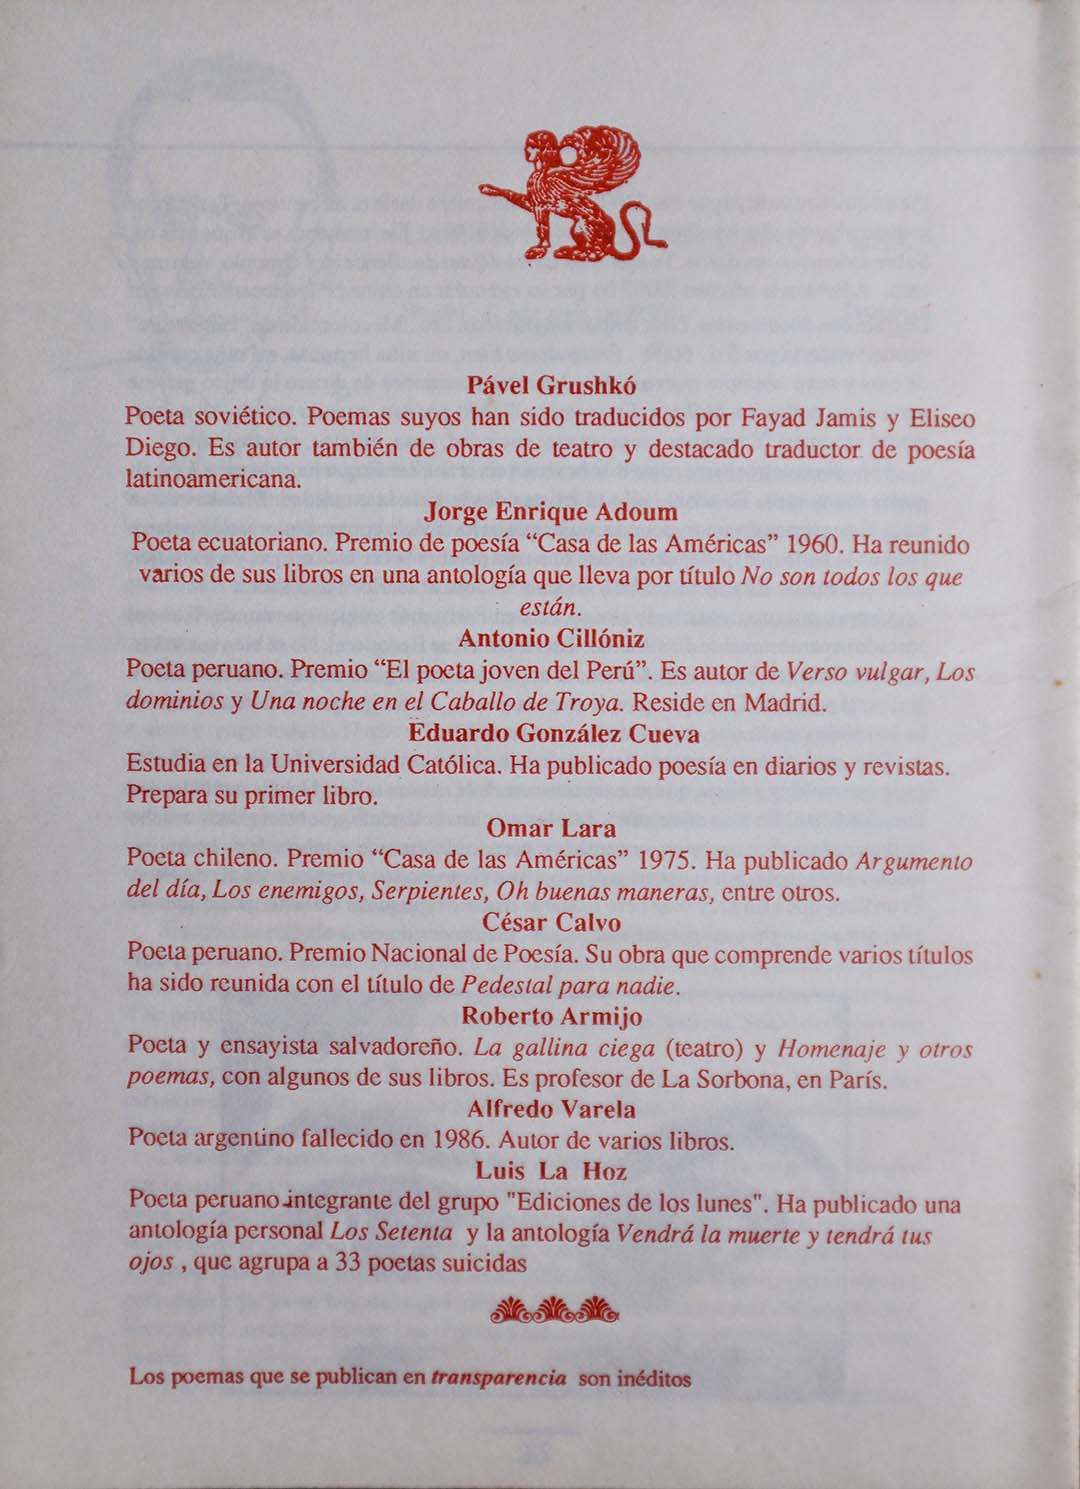 Pável Grushkó
Poeta soviético. Poemas suyos han sido traducidos por Fayad Jamis y Eliseo
Diego. Es autor también de obras de teatro y destacado traductor de poesía
latinoamericana.
Jorge Enrique Adoum
Poeta ecuatoriano. Premio de poesía “Casa de las Américas” 1960. Ha reunido
varios de sus libros en una antología que lleva por título No son todos los que
están.
Antonio Cillóniz
Poeta peruano. Premio “El poeta joven del Perú”. Es autor de Verso vulgar, Los
dominios y Una noche en el Caballo de Troya. Reside en Madrid.
Eduardo González Cueva
Estudia en la Universidad Católica. Ha publicado poesía en diarios y revistas.
Prepara su primer libro.
Omar Lara
Poeta chileno. Premio “Casa de las Américas” 1975. Ha publicado Argumento
del día, Los enemigos, Serpientes, Oh buenas maneras, entre otros.
César Calvo
Poeta peruano. Premio Nacional de Poesía. Su obra que comprende varios títulos
ha sido reunida con el título de Pedestal para nadie.
Roberto Armijo
Poeta y ensayista salvadoreño. La gallina ciega (teatro) y Homenaje y otros
poemas, con algunos de sus libros. Es profesor de La Sorbona, en París.
Alfredo Varela
Poeta argentino fallecido en 1986. Autor de varios libros.
Luis La Hoz
Poeta peruano integrante del grupo "Ediciones de los lunes". Ha publicado una
antología personal Los Setenta y la antología Vendrá la muerte y tendrá tus
ojos , que agrupa a 33 poetas suicidas
Los poemas que se publican en transparencia son inéditos